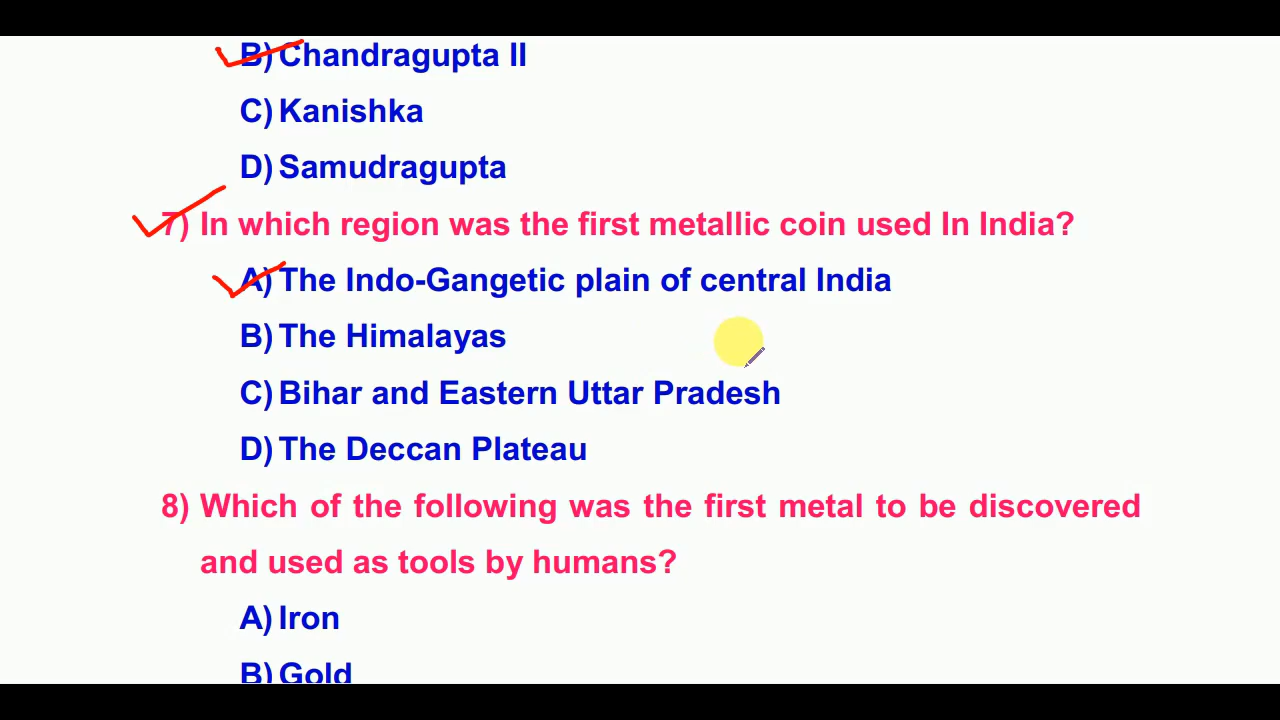 B) Chandragupta II
C) Kanishka
D) Samudragupta
7) In which region was the first metallic coin used In India?
A) The Indo-Gangetic plain of central India
B) The Himalayas
C) Bihar and Eastern Uttar Pradesh
D) The Deccan Plateau
8) Which of the following was the first metal to be discovered
and used as tools by humans?
A) Iron
B) Gold